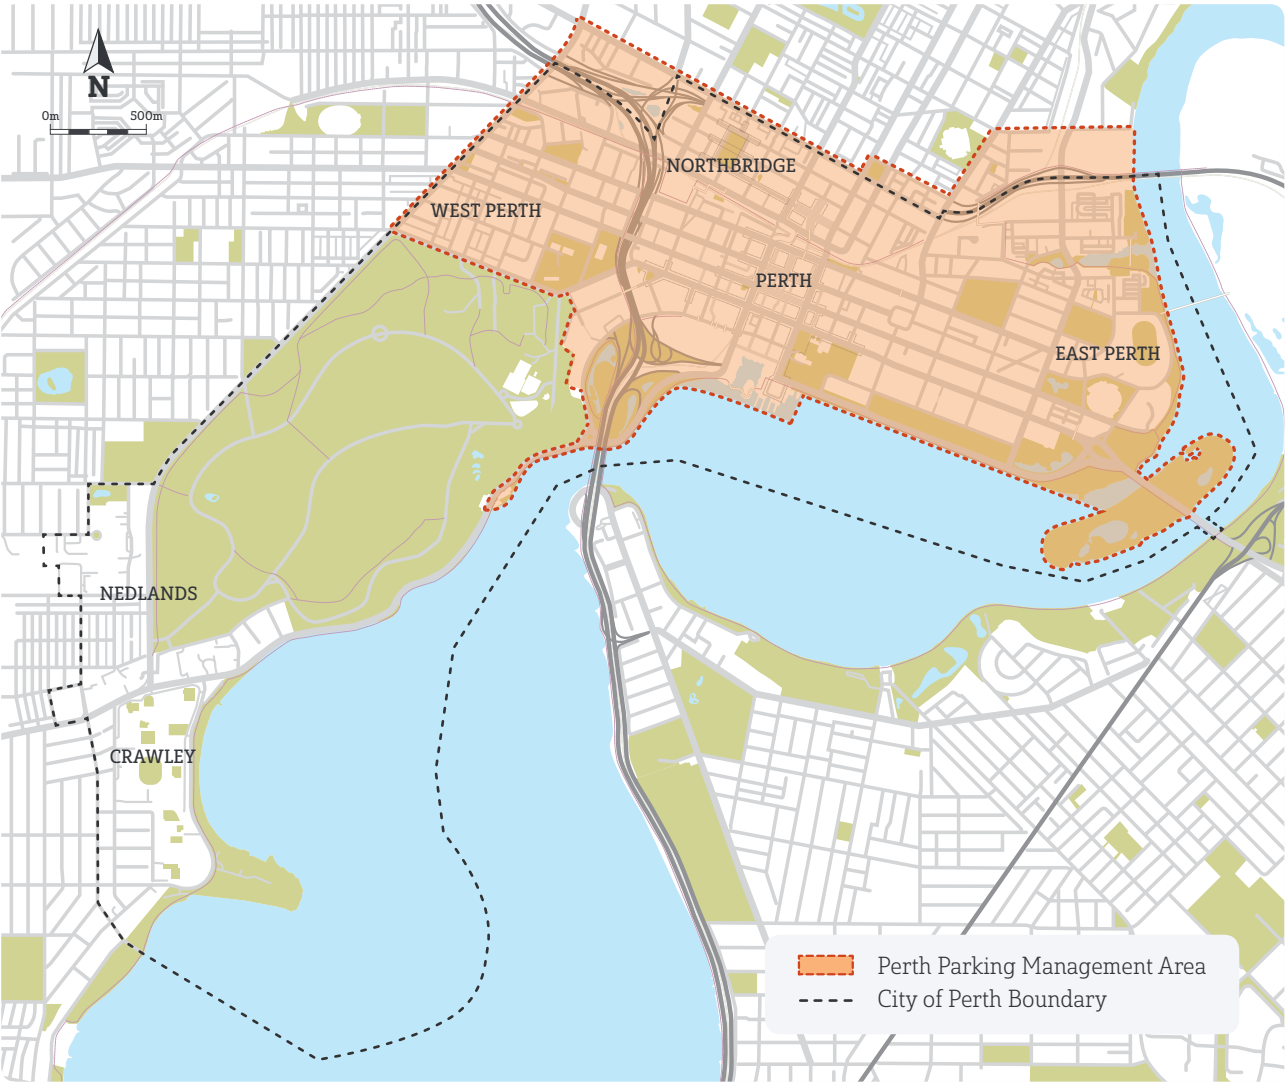 N
0m 500m
NORTHBRIDGE
WEST PERTH
PERTH
EAST PERTH
NEDLANDS
CRAWLEY
Perth Parking Management Area
City of Perth Boundary